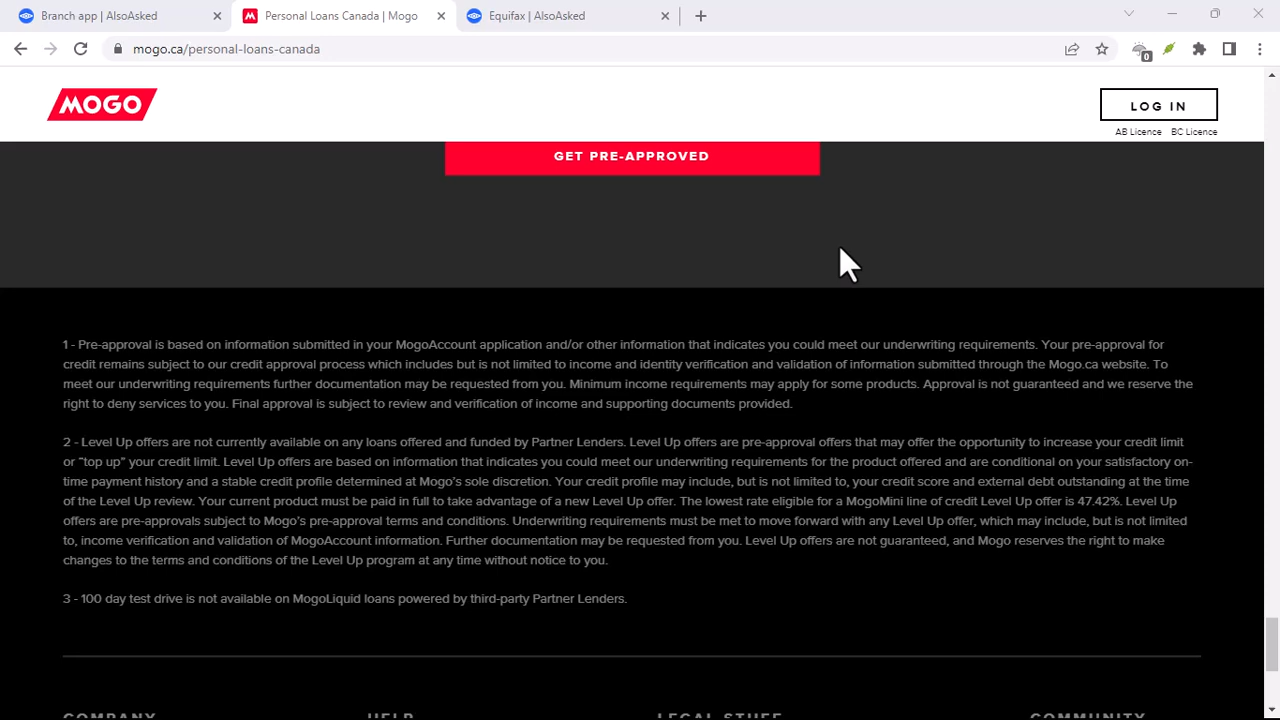 Branch app | AlsoAsked
Personal Loans Canada | Mogo
Equifax | AlsoAsked
mogo.ca/personal-loans-canada
0
MOGO
LOG IN
AB Licence BC Licence
GET PRE-APPROVED
1 - Pre-approval is based on information submitted in your MogoAccount application and/or other information that indicates you could meet our underwriting requirements. Your pre-approval for
credit remains subject to our credit approval process which includes but is not limited to income and identity verification and validation of information submitted through the Mogo.ca website. To
meet our underwriting requirements further documentation may be requested from you. Minimum income requirements may apply for some products. Approval is not guaranteed and we reserve the
right to deny services to you. Final approval is subject to review and verification of income and supporting documents provided.
2 - Level Up offers are not currently available on any loans offered and funded by Partner Lenders. Level Up offers are pre-approval offers that may offer the opportunity to increase your credit limit
or “top up” your credit limit. Level Up offers are based on information that indicates you could meet our underwriting requirements for the product offered and are conditional on your satisfactory on-
time payment history and a stable credit profile determined at Mogo’s sole discretion. Your credit profile may include, but is not limited to, your credit score and external debt outstanding at the time
of the Level Up review. Your current product must be paid in full to take advantage of a new Level Up offer. The lowest rate eligible for a MogoMini line of credit Level Up offer is 47.42%. Level Up
offers are pre-approvals subject to Mogo’s pre-approval terms and conditions. Underwriting requirements must be met to move forward with any Level Up offer, which may include, but is not limited
to, income verification and validation of MogoAccount information. Further documentation may be requested from you. Level Up offers are not guaranteed, and Mogo reserves the right to make
changes to the terms and conditions of the Level Up program at any time without notice to you.
3 - 100 day test drive is not available on MogoLiquid loans powered by third-party Partner Lenders.
COMPANY HELP LEGAL STUFF COMMUNITY